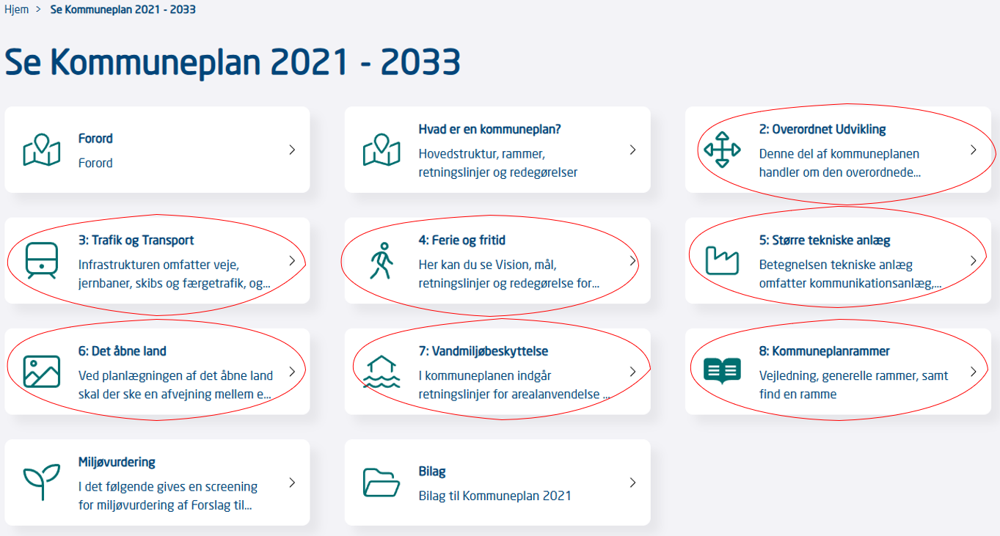 Hjem > Se Kommuneplan 2021 - 2033
Se Kommuneplan 2021 - 2033
Forord
Forord
Hvad er en kommuneplan?
Hovedstruktur, rammer,
retningslinjer og redegørelser
2: Overordnet Udvikling
Denne del af kommuneplanen
handler om den overordnede...
3: Trafik og Transport
Infrastrukturen omfatter veje,
jernbaner, skibs og færgetrafik, og...
4: Ferie og fritid
Her kan du se Vision, mål,
retningslinjer og redegørelse for...
5: Større tekniske anlæg
Betegnelsen tekniske anlæg
omfatter kommunikationsanlæg,...
6: Det åbne land
Ved planlægningen af det åbne land
skal der ske en afvejning mellem e...
7: Vandmiljøbeskyttelse
I kommuneplanen indgår
retningslinjer for arealanvendelse ...
8: Kommuneplanrammer
Vejledning, generelle rammer, samt
find en ramme
Miljøvurdering
I det følgende gives en screening
for miljøvurdering af Forslag til...
Bilag
Bilag til Kommuneplan 2021